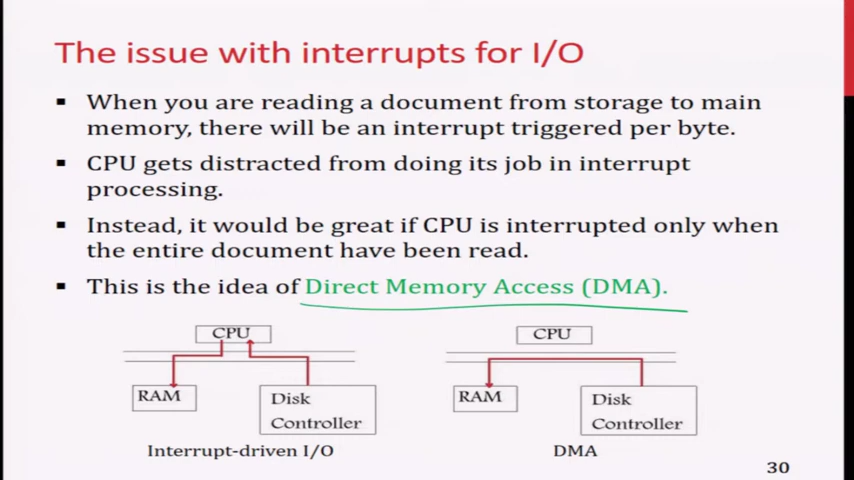 The issue with interrupts for I/O
▪ When you are reading a document from storage to main
memory, there will be an interrupt triggered per byte.
▪ CPU gets distracted from doing its job in interrupt
processing.
▪ Instead, it would be great if CPU is interrupted only when
the entire document have been read.
▪ This is the idea of Direct Memory Access (DMA).
CPU
RAM
Disk
Controller
Interrupt-driven I/O
CPU
RAM
Disk
Controller
DMA
30